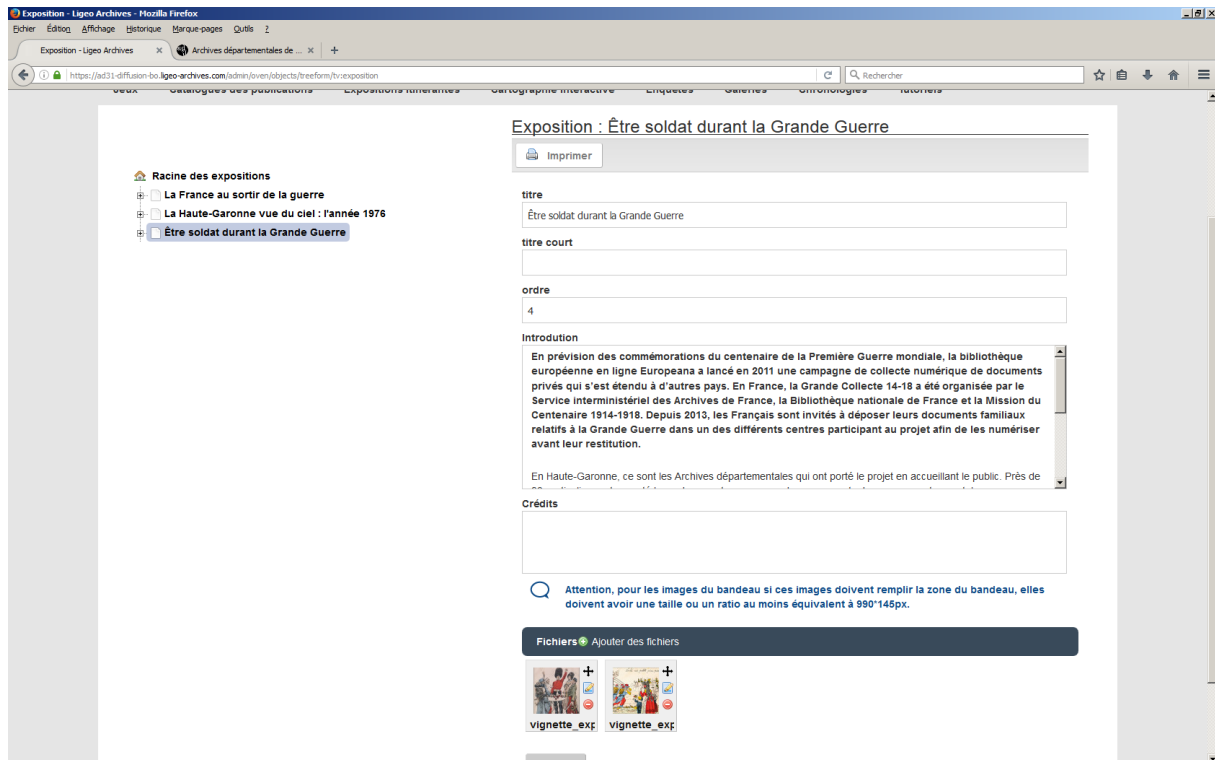 Exposition - Ligeo Archives - Mozilla Firefox
Fichier Édition Affichage Historique Marque-pages Outils ?
Exposition - Ligeo Archives × Archives départementales de ... × +
https://ad31-diffusion-bo.ligeo-archives.com/admin/oven/objects/treeform/tv:exposition Rechercher
Jeux Catalogues des publications Expositions itinérantes Cartographie interactive Enquêtes Galeries Chronologies Tutoriels
Exposition : Être soldat durant la Grande Guerre
Imprimer
Racine des expositions
La France au sortir de la guerre
La Haute-Garonne vue du ciel : l'année 1976
Être soldat durant la Grande Guerre
titre
Être soldat durant la Grande Guerre
titre court
ordre
4
Introdution
En prévision des commémorations du centenaire de la Première Guerre mondiale, la bibliothèque
européenne en ligne Europeana a lancé en 2011 une campagne de collecte numérique de documents
privés qui s'est étendu à d'autres pays. En France, la Grande Collecte 14-18 a été organisée par le
Service interministériel des Archives de France, la Bibliothèque nationale de France et la Mission du
Centenaire 1914-1918. Depuis 2013, les Français sont invités à déposer leurs documents familiaux
relatifs à la Grande Guerre dans un des différents centres participant au projet afin de les numériser
avant leur restitution.
En Haute-Garonne, ce sont les Archives départementales qui ont porté le projet en accueillant le public. Près de
Crédits
Attention, pour les images du bandeau si ces images doivent remplir la zone du bandeau, elles
doivent avoir une taille ou un ratio au moins équivalent à 990*145px.
Fichiers Ajouter des fichiers
vignette_exp vignette_exp